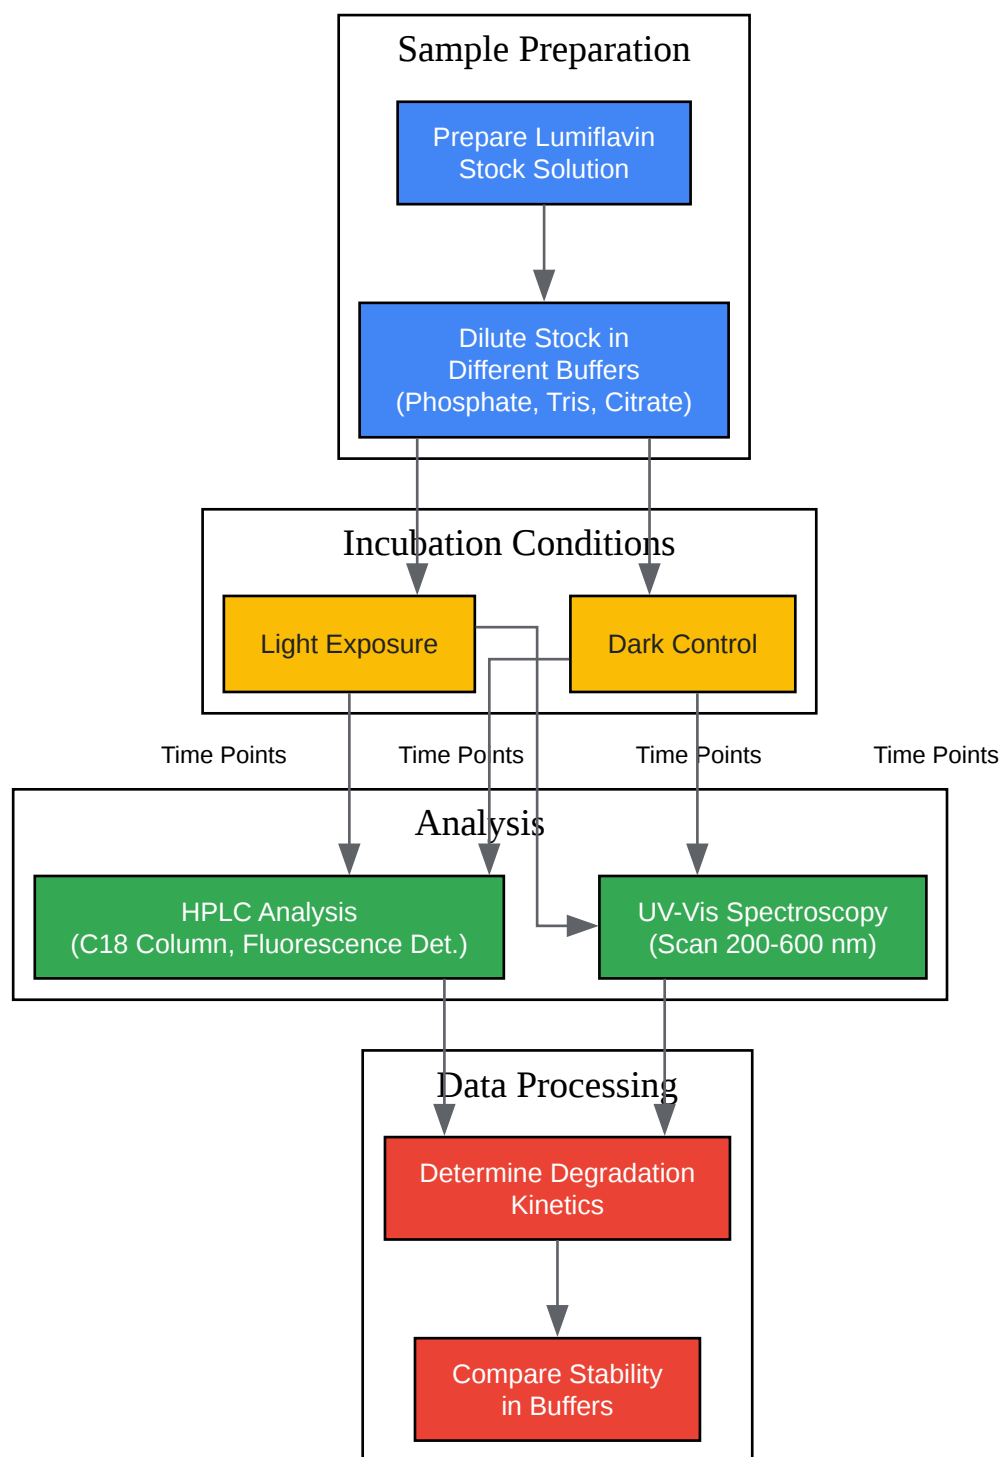 Sample Preparation
Prepare Lumiflavin
Stock Solution
Dilute Stock in
Different Buffers
(Phosphate, Tris, Citrate)
Incubation Conditions
Light Exposure
Dark Control
Time Points
Time Points
Time Points
Time Points
Analysis
HPLC Analysis
(C18 Column, Fluorescence Det.)
UV-Vis Spectroscopy
(Scan 200-600 nm)
Data Processing
Determine Degradation
Kinetics
Compare Stability
in Buffers